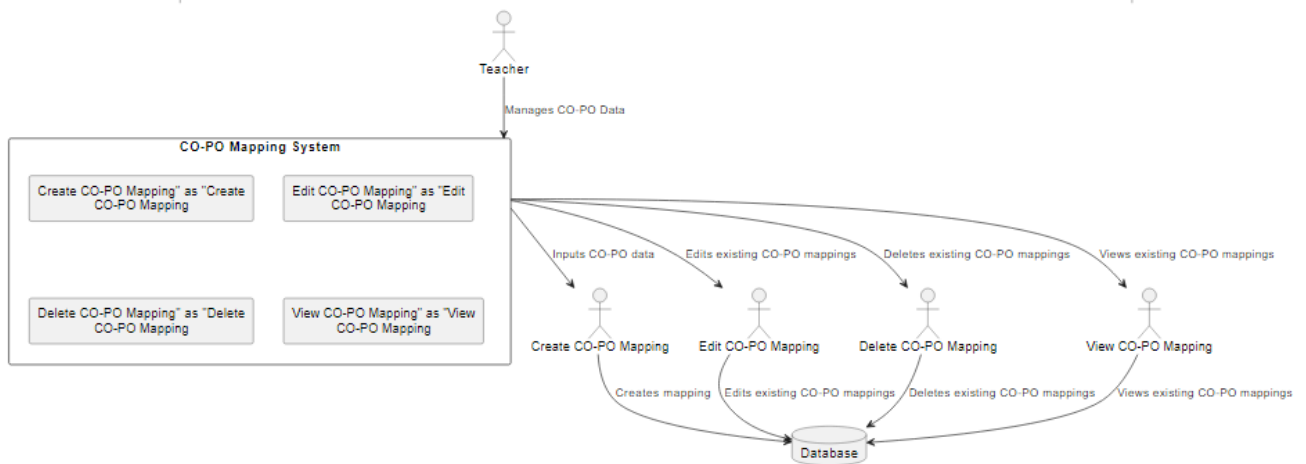 Teacher
Manages CO-PO Data
CO-PO Mapping System
Create CO-PO Mapping" as "Create
CO-PO Mapping
Edit CO-PO Mapping" as "Edit
CO-PO Mapping
Delete CO-PO Mapping" as "Delete
CO-PO Mapping
View CO-PO Mapping" as "View
CO-PO Mapping
Inputs CO-PO data
Edits existing CO-PO mappings
Deletes existing CO-PO mappings
Views existing CO-PO mappings
Create CO-PO Mapping
Edit CO-PO Mapping
Delete CO-PO Mapping
View CO-PO Mapping
Creates mapping
Edits existing CO-PO mappings
Deletes existing CO-PO mappings
Views existing CO-PO mappings
Database